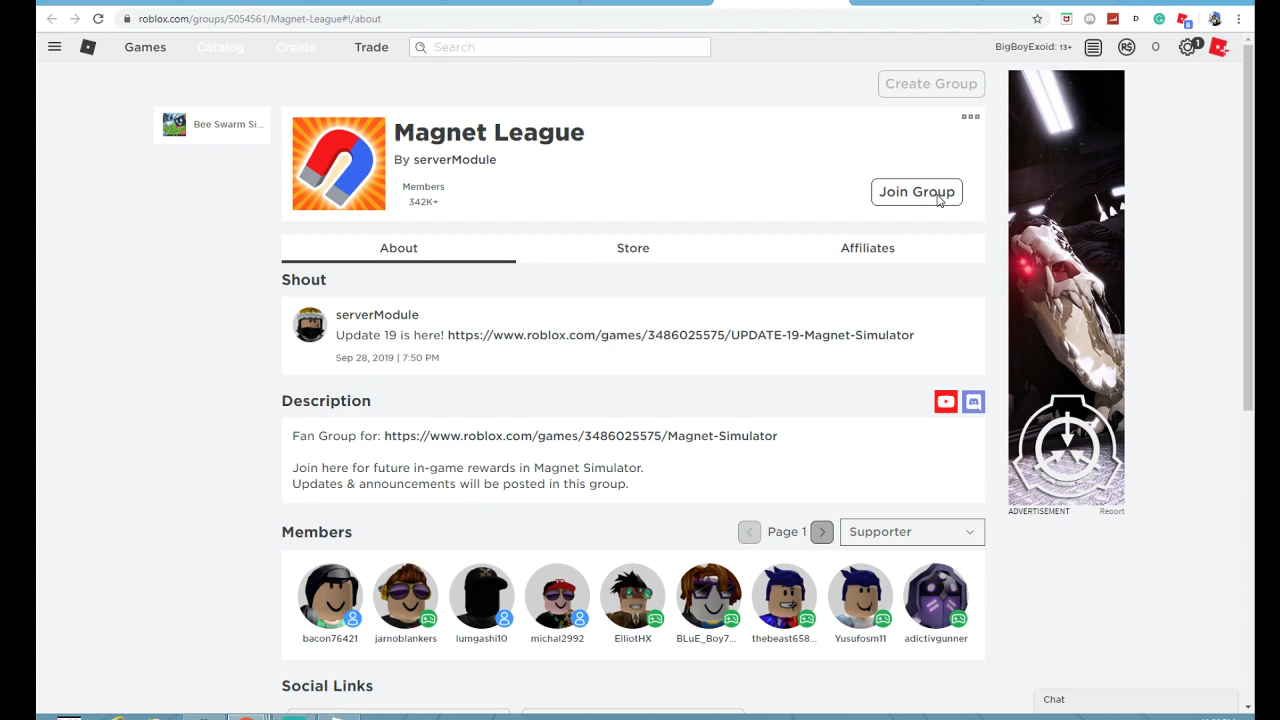 roblox.com/groups/5054561/Magnet-League#!/about
Games
Catalog
Create
Trade
Search
BigBoyExoid: 13+
0
1
Create Group
Bee Swarm Si...
Magnet League
By serverModule
Members
342K+
Join Group
About
Store
Affiliates
Shout
serverModule
Update 19 is here! https://www.roblox.com/games/3486025575/UPDATE-19-Magnet-Simulator
Sep 28, 2019 | 7:50 PM
Description
Fan Group for: https://www.roblox.com/games/3486025575/Magnet-Simulator
Join here for future in-game rewards in Magnet Simulator.
Updates & announcements will be posted in this group.
ADVERTISEMENT
Report
Members
Page 1
Supporter
bacon76421
jarnoblankers
lumgashi10
michal2992
ElliotHX
BLuE_Boy7...
thebeast658...
Yusufosm11
adictivgunner
Social Links
Chat